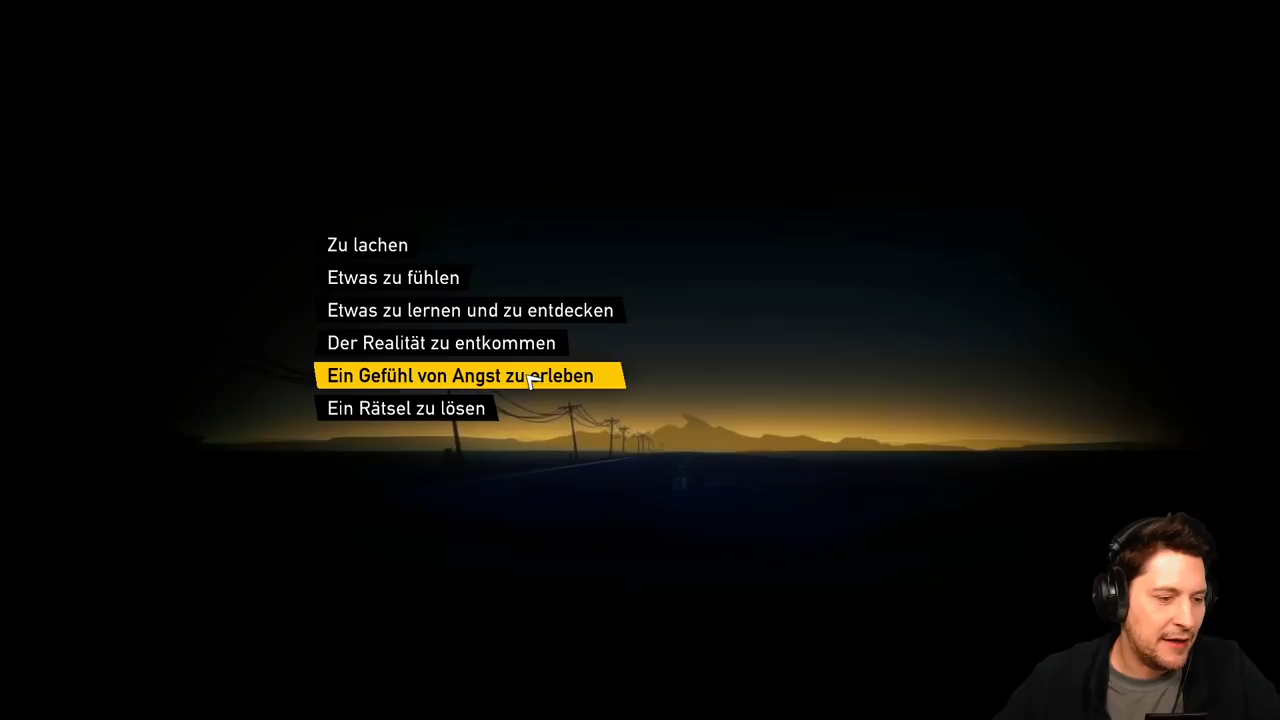 Zu lachen
Etwas zu fühlen
Etwas zu lernen und zu entdecken
Der Realität zu entkommen
Ein Gefühl von Angst zu erleben
Ein Rätsel zu lösen